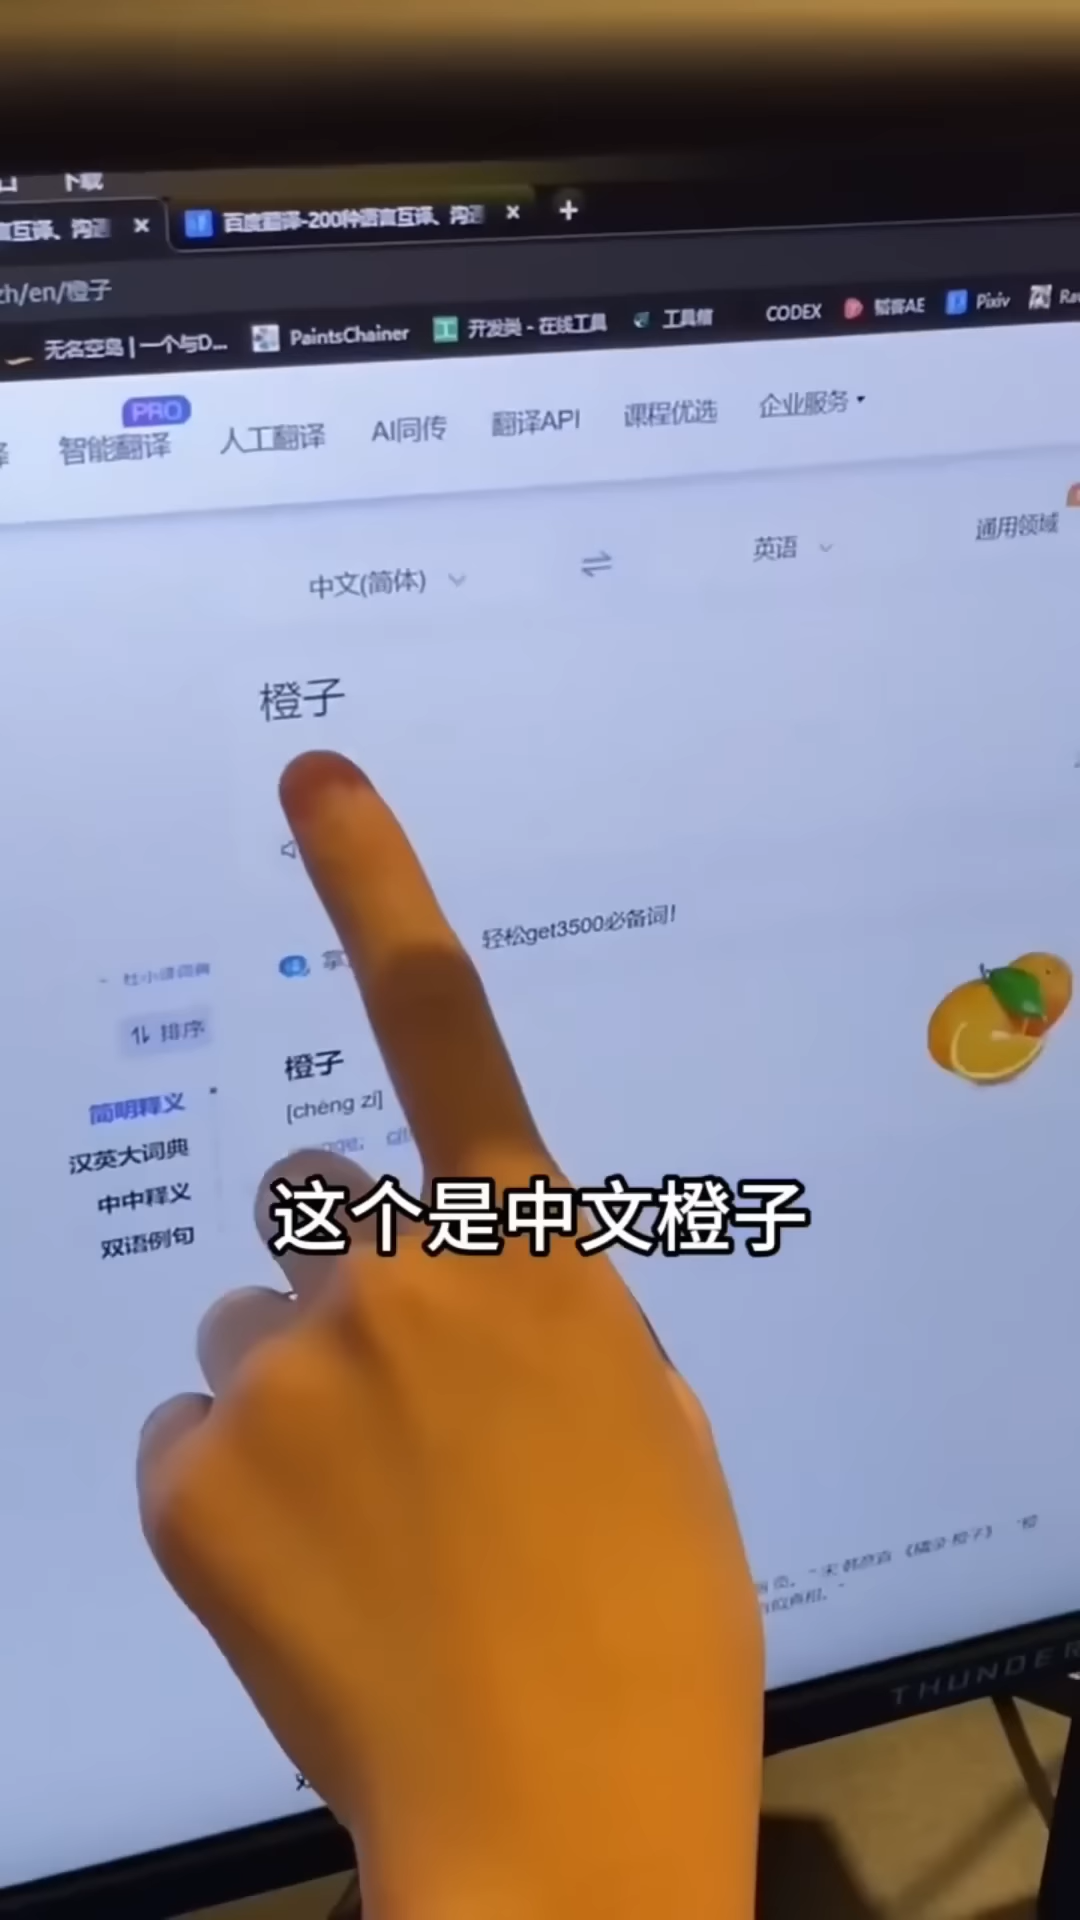 下载
百度翻译-200种语言互译、沟通
zh/en/橙子
无名空岛 | 一个与D...
PaintsChainer
开发类 - 在线工具
工具箱
CODEX
Pixiv
PRO
智能翻译
人工翻译
AI同传
翻译API
课程优选
企业服务
中文(简体)
英语
通用领域
橙子
轻松get3500必备词!
排序
橙子
[chéng zi]
简明释义
汉英大词典
中中释义
双语例句
这个是中文橙子
THUNDER